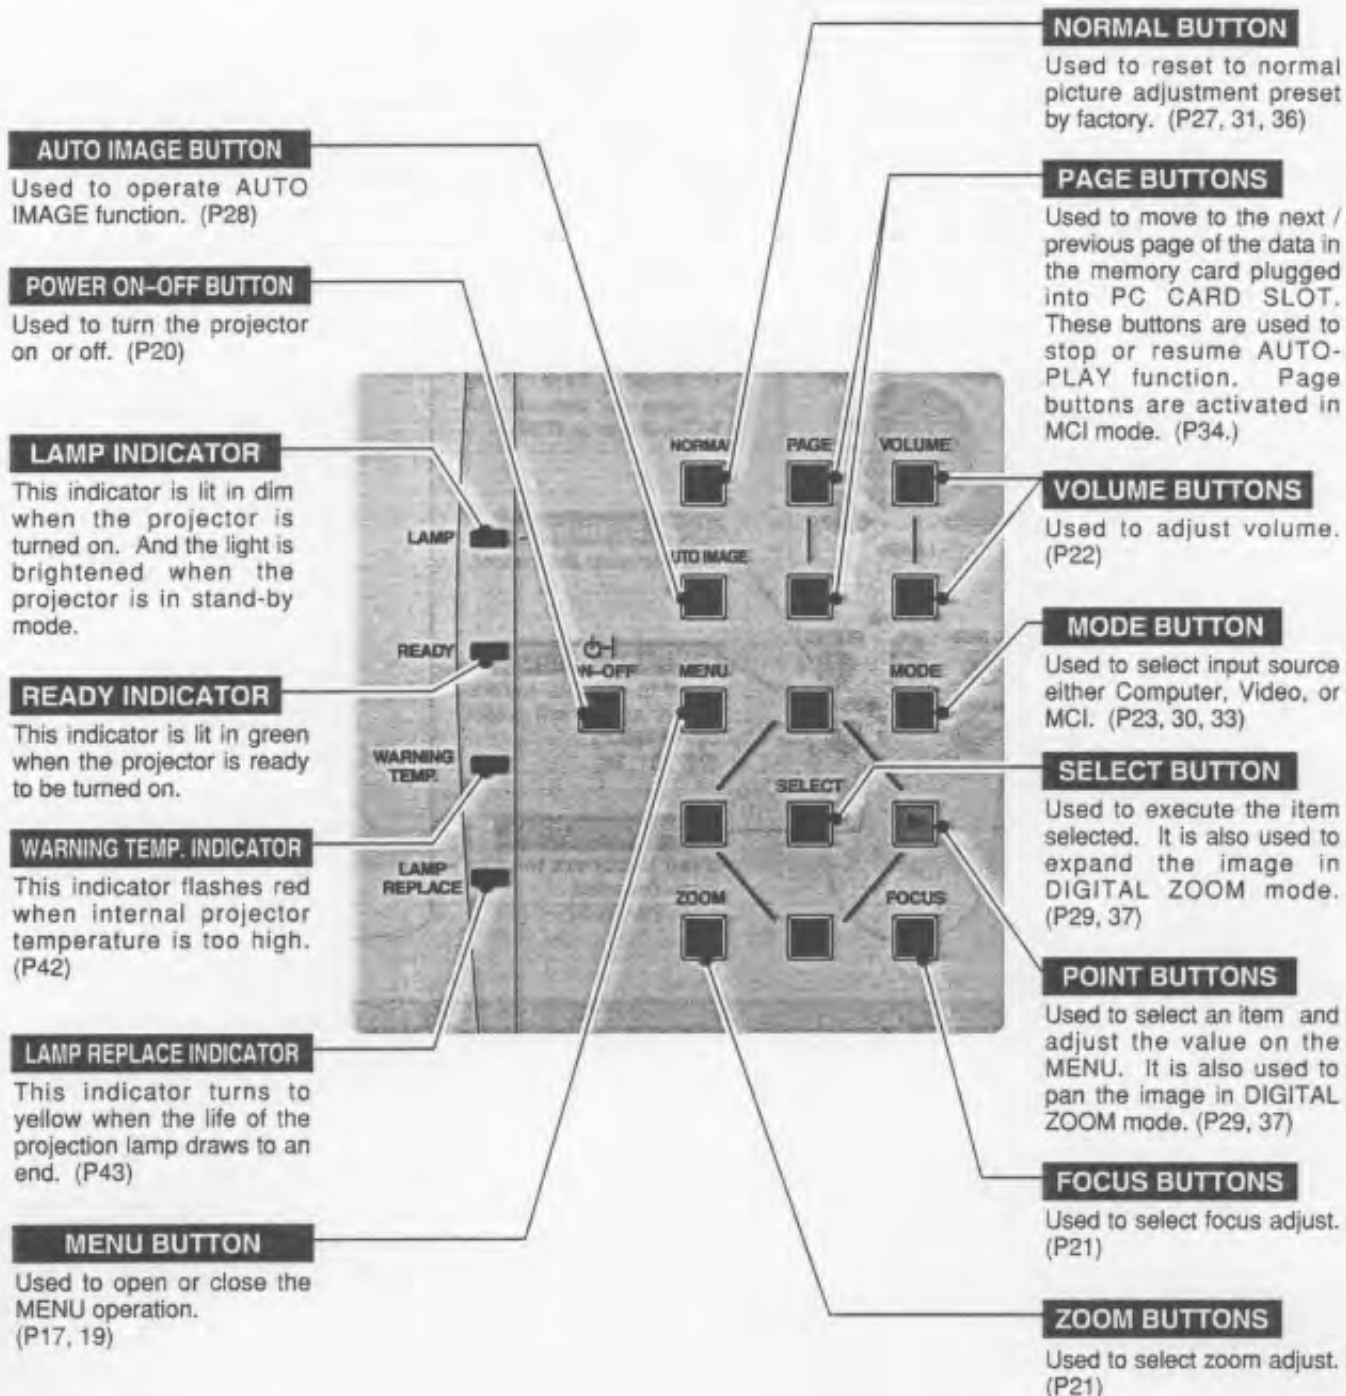 AUTO IMAGE BUTTON
Used to operate AUTO
IMAGE function. (P28)
POWER ON–OFF BUTTON
Used to turn the projector
on or off. (P20)
LAMP INDICATOR
This indicator is lit in dim
when the projector is
turned on. And the light is
brightened when the
projector is in stand-by
mode.
READY INDICATOR
This indicator is lit in green
when the projector is ready
to be turned on.
WARNING TEMP. INDICATOR
This indicator flashes red
when internal projector
temperature is too high.
(P42)
LAMP REPLACE INDICATOR
This indicator turns to
yellow when the life of the
projection lamp draws to an
end. (P43)
MENU BUTTON
Used to open or close the
MENU operation.
(P17, 19)
NORMA
PAGE
VOLUME
LAMP
UTO IMAGE
READY
N–OFF
MENU
MODE
WARNING
TEMP.
SELECT
LAMP
REPLACE
ZOOM
FOCUS
NORMAL BUTTON
Used to reset to normal
picture adjustment preset
by factory. (P27, 31, 36)
PAGE BUTTONS
Used to move to the next /
previous page of the data in
the memory card plugged
into PC CARD SLOT.
These buttons are used to
stop or resume AUTO-
PLAY function. Page
buttons are activated in
MCI mode. (P34.)
VOLUME BUTTONS
Used to adjust volume.
(P22)
MODE BUTTON
Used to select input source
either Computer, Video, or
MCI. (P23, 30, 33)
SELECT BUTTON
Used to execute the item
selected. It is also used to
expand the image in
DIGITAL ZOOM mode.
(P29, 37)
POINT BUTTONS
Used to select an item and
adjust the value on the
MENU. It is also used to
pan the image in DIGITAL
ZOOM mode. (P29, 37)
FOCUS BUTTONS
Used to select focus adjust.
(P21)
ZOOM BUTTONS
Used to select zoom adjust.
(P21)